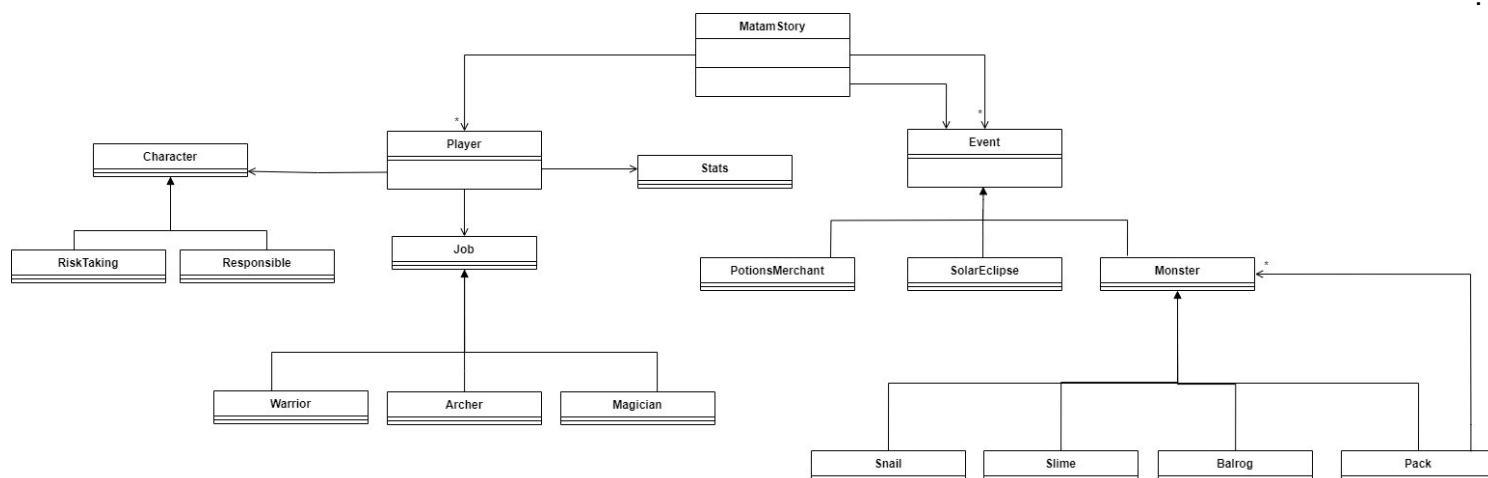 MatamStory
*
*
Player
Event
Character
Stats
Job
RiskTaking
Responsible
PotionsMerchant
SolarEclipse
Monster
*
Warrior
Archer
Magician
Snail
Slime
Balrog
Pack